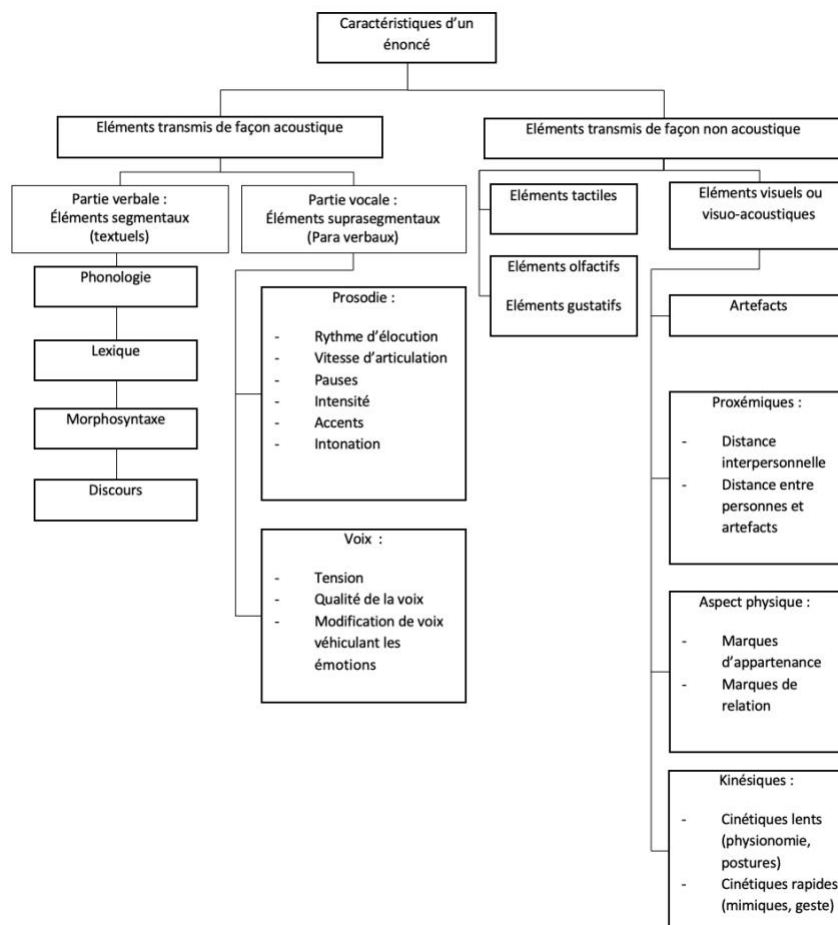 Caractéristiques d'un
énoncé
Eléments transmis de façon acoustique
Eléments transmis de façon non acoustique
Partie verbale :
Éléments segmentaux
(textuels)
Partie vocale :
Éléments suprasegmentaux
(Para verbaux)
Eléments tactiles
Eléments visuels ou
visuo-acoustiques
Phonologie
Lexique
Morphosyntaxe
Discours
Prosodie :
- Rythme d'élocution
- Vitesse d'articulation
- Pauses
- Intensité
- Accents
- Intonation
Voix :
- Tension
- Qualité de la voix
- Modification de voix
véhiculant les
émotions
Eléments olfactifs
Eléments gustatifs
Artefacts
Proxémiques :
- Distance
interpersonnelle
- Distance entre
personnes et
artefacts
Aspect physique :
- Marques
d'appartenance
- Marques de
relation
Kinésiques :
- Cinétiques lents
(physionomie,
postures)
- Cinétiques rapides
(mimiques, geste)